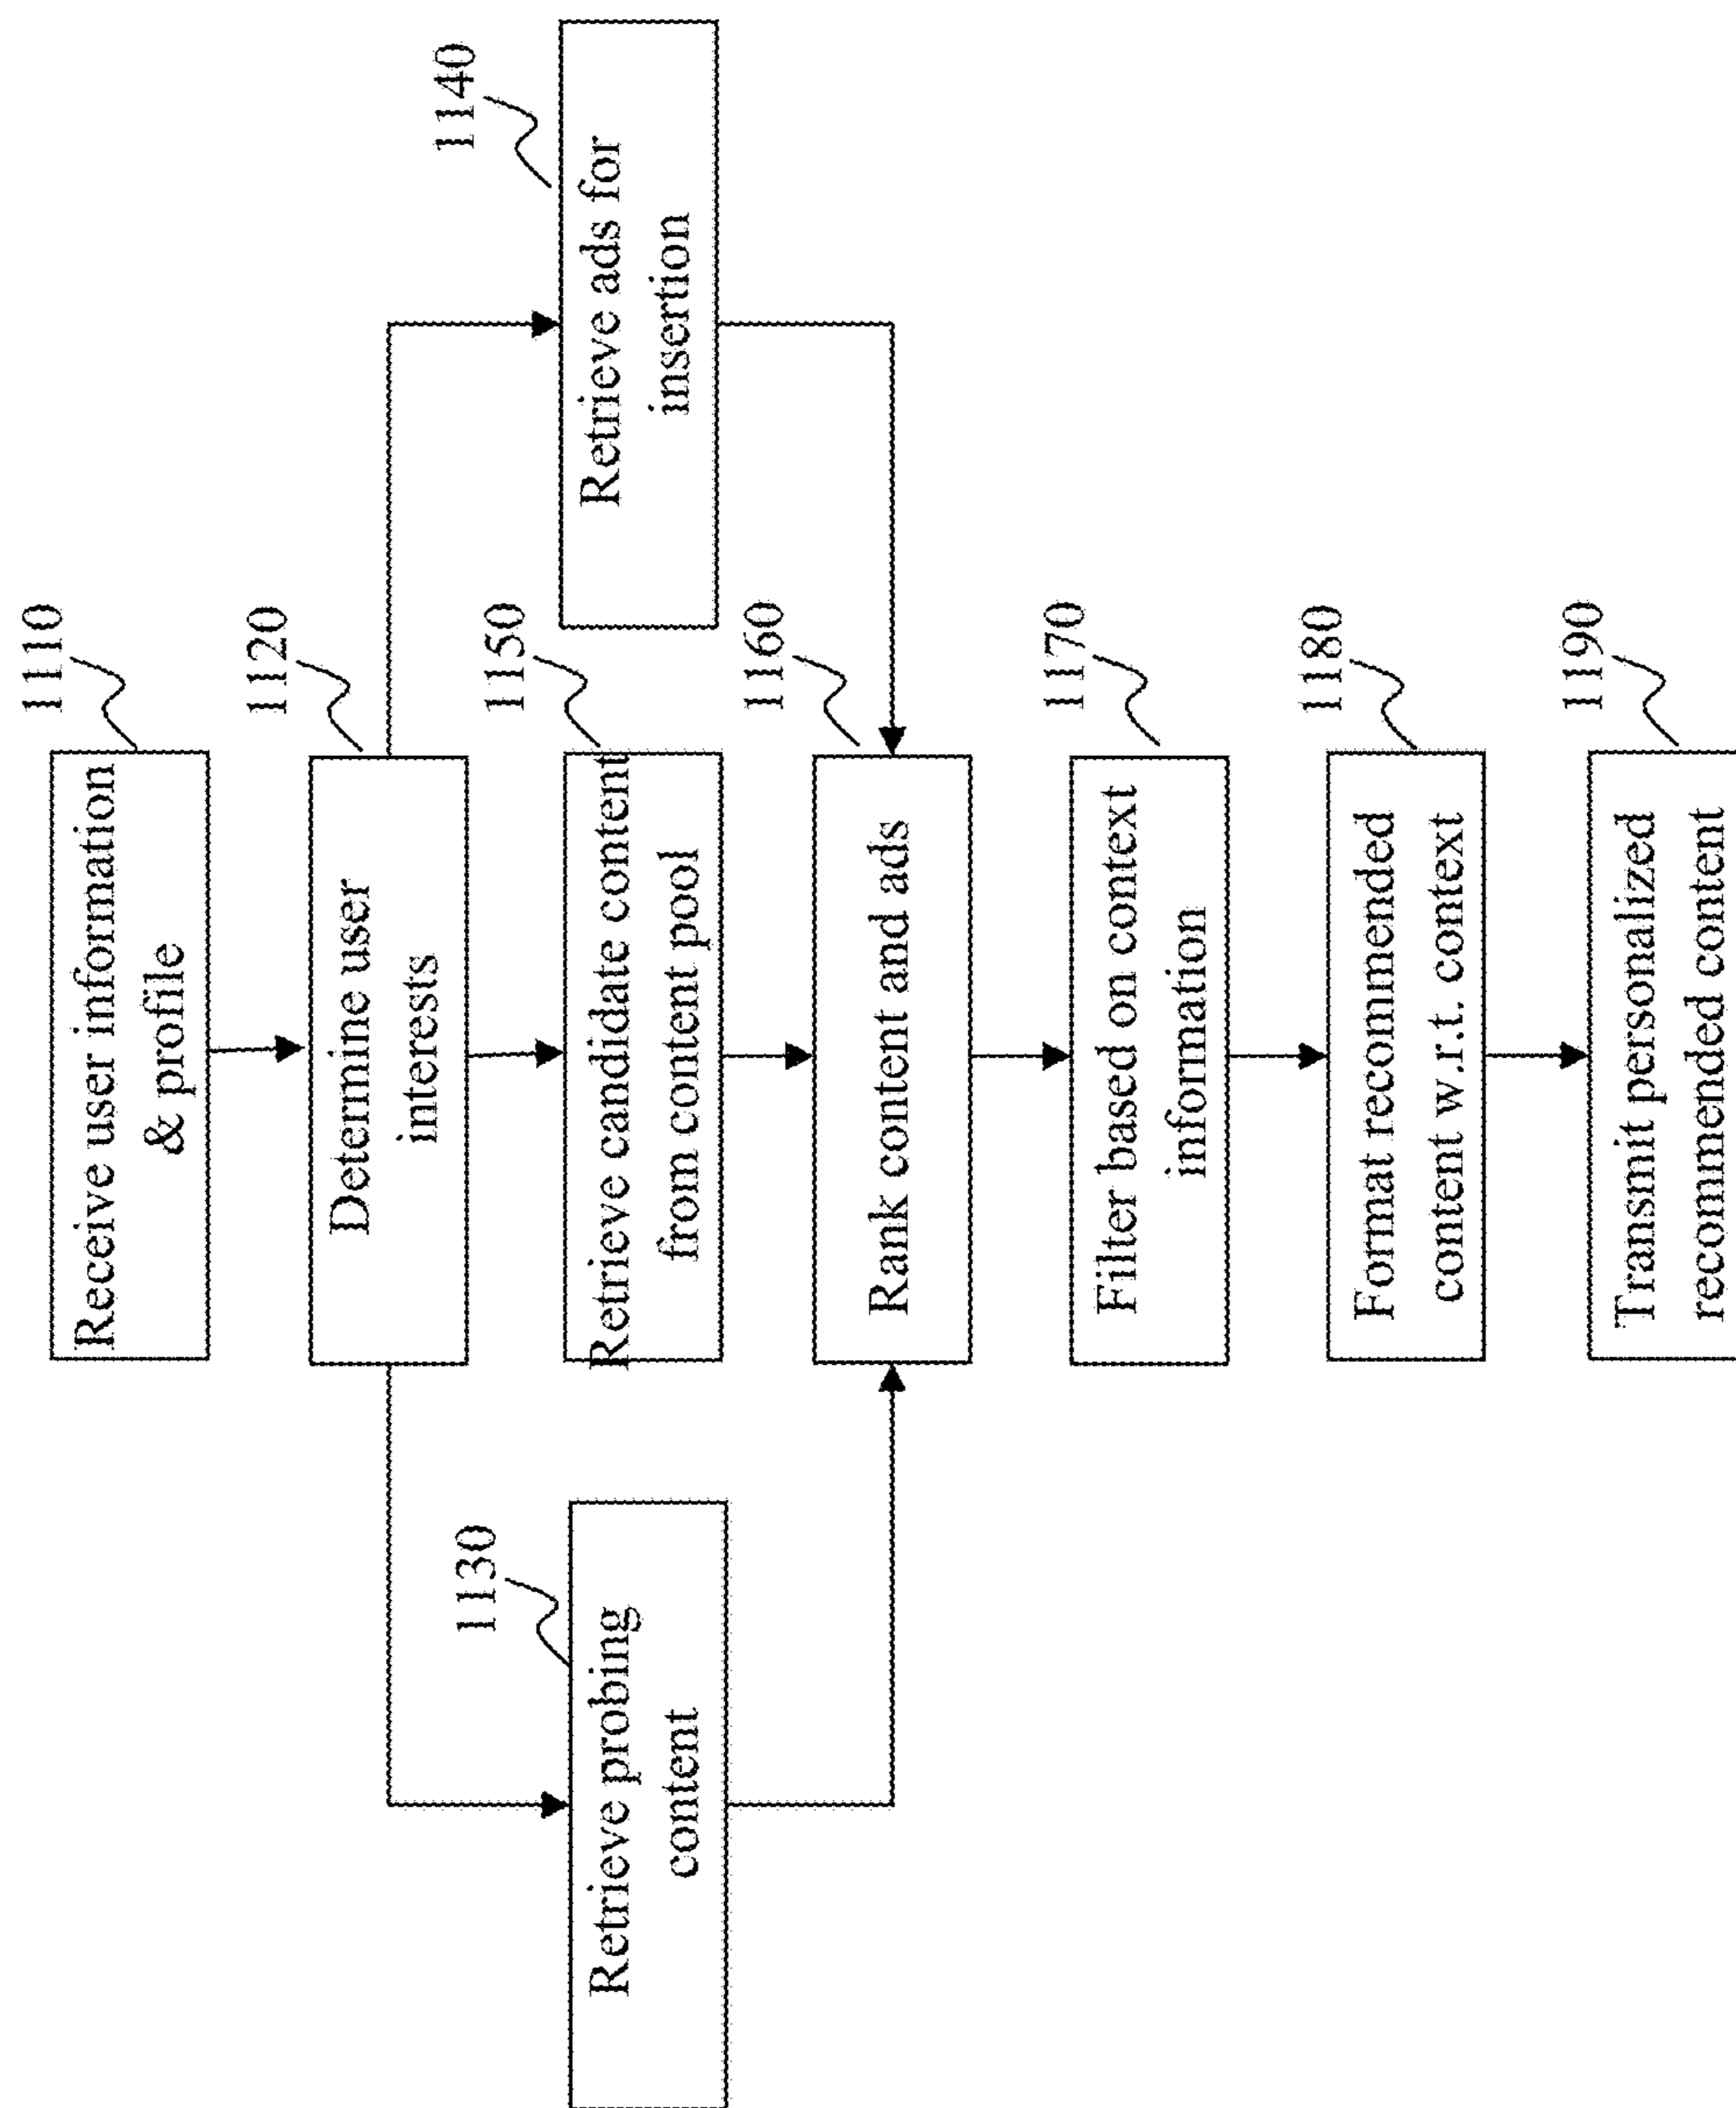 1110
Receive user information
& profile
1120
Determine user
interests
1130
Retrieve probing
content
1150
Retrieve candidate content
from content pool
1140
Retrieve ads for
insertion
1160
Rank content and ads
1170
Filter based on context
information
1180
Format recommended
content w.r.t. context
1190
Transmit personalized
recommended content